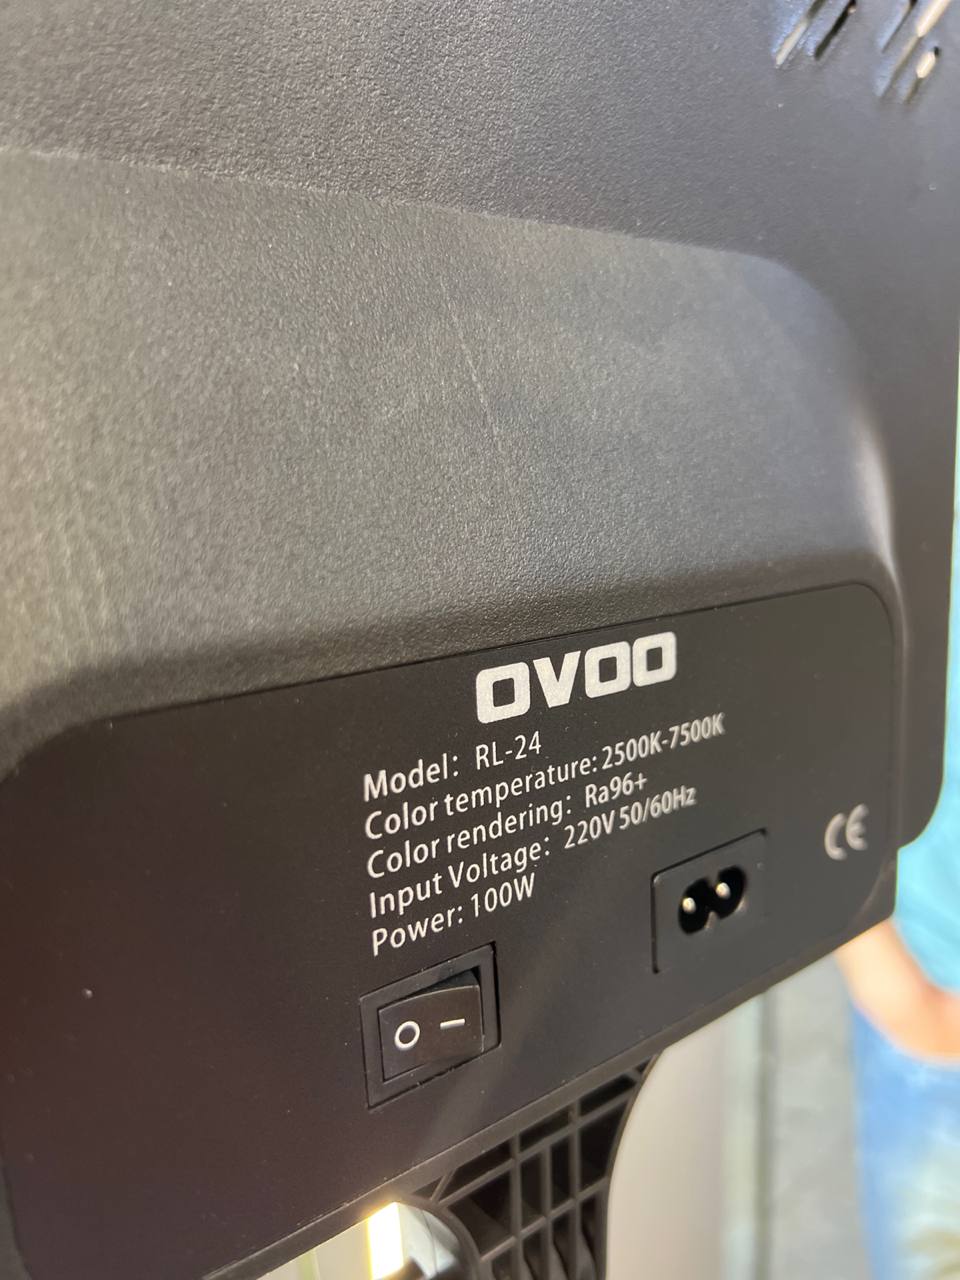 OVOO
Model: RL-24
Color temperature: 2500K-7500K
Color rendering: Ra96+
Input Voltage: 220V 50/60Hz
Power: 100W
CE
O –